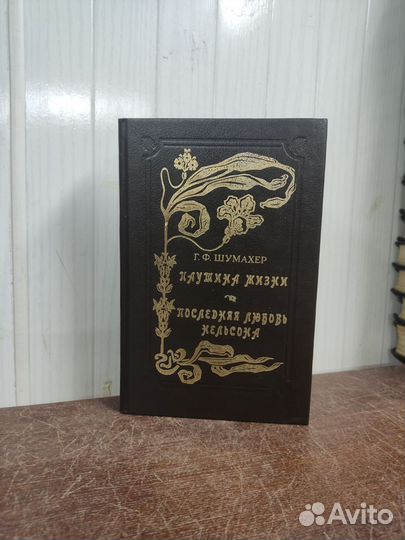 Г. Ф. ШУМАХЕР
ПАУТИНА ЖИЗНИ
ПОСЛЕДНЯЯ ЛЮБОВЬ
НЕЛЬСОНА
Avito